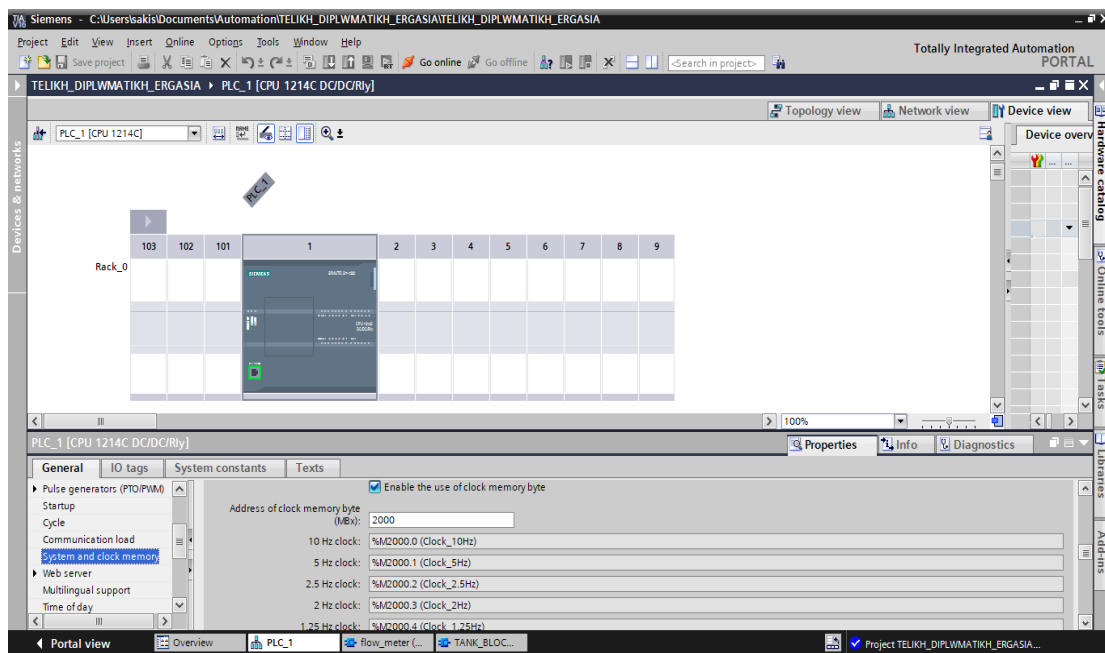 Siemens - C:\Users\sakis\Documents\Automation\TELIKH_DIPLWMATIKH_ERGASIA\TELIKH_DIPLWMATIKH_ERGASIA
Project Edit View Insert Online Options Tools Window Help
Totally Integrated Automation
PORTAL
Save project
Go online
Go offline
<Search in project>
TELIKH_DIPLWMATIKH_ERGASIA PLC_1 [CPU 1214C DC/DC/Rly]
Topology view
Network view
Device view
PLC_1 [CPU 1214C]
Device overv
Devices & networks
Hardware catalog
Online tools
Tasks
Libraries
Add-ins
PLC_1
103 102 101 1 2 3 4 5 6 7 8 9
Rack_0
SIEMENS
100%
PLC_1 [CPU 1214C DC/DC/Rly]
Properties
Info
Diagnostics
General
IO tags
System constants
Texts
Pulse generators (PTO/PWM)
Startup
Cycle
Communication load
System and clock memory
Web server
Multilingual support
Time of day
Enable the use of clock memory byte
Address of clock memory byte
(MBx): 2000
10 Hz clock: %M2000.0 (Clock_10Hz)
5 Hz clock: %M2000.1 (Clock_5Hz)
2.5 Hz clock: %M2000.2 (Clock_2.5Hz)
2 Hz clock: %M2000.3 (Clock_2Hz)
1.25 Hz clock: %M2000.4 (Clock_1.25Hz)
Portal view
Overview
PLC_1
flow_meter (...
TANK_BLOC...
Project TELIKH_DIPLWMATIKH_ERGASIA...